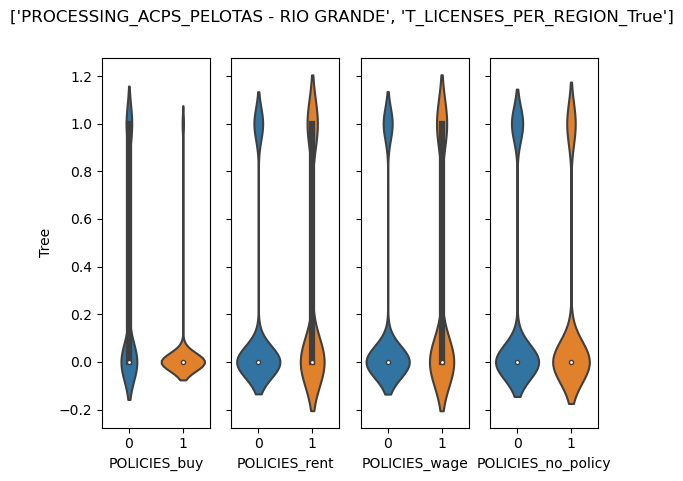 ['PROCESSING_ACPS_PELOTAS - RIO GRANDE', 'T_LICENSES_PER_REGION_True']
1.2
1.0
0.8
0.6
0.4
0.2
0.0
−0.2
Tree
0 1 0 1 0 1 0 1
POLICIES_buy POLICIES_rent POLICIES_wage POLICIES_no_policy